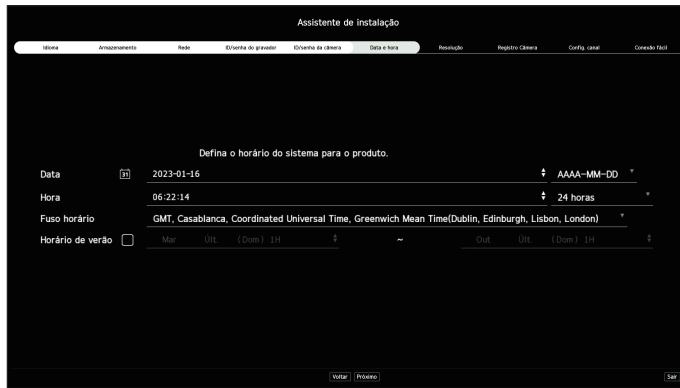 Assistente de instalação
Idioma Armazenamento Rede ID/senha do gravador ID/senha da câmera Data e hora Resolução Registro Câmera Config. canal Conexão fácil
Defina o horário do sistema para o produto.
Data 31 2023-01-16 AAAA-MM-DD
Hora 06:22:14 24 horas
Fuso horário GMT, Casablanca, Coordinated Universal Time, Greenwich Mean Time(Dublin, Edinburgh, Lisbon, London)
Horário de verão Mar Últ. (Dom) 1H ~ Out Últ. (Dom) 1H
Voltar Próximo Sair